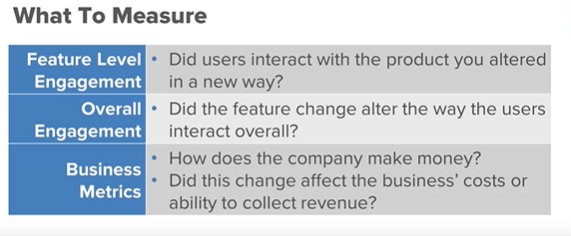 What To Measure
Feature Level
Engagement
• Did users interact with the product you altered
in a new way?
Overall
Engagement
• Did the feature change alter the way the users
interact overall?
Business
Metrics
• How does the company make money?
• Did this change affect the business’ costs or
ability to collect revenue?